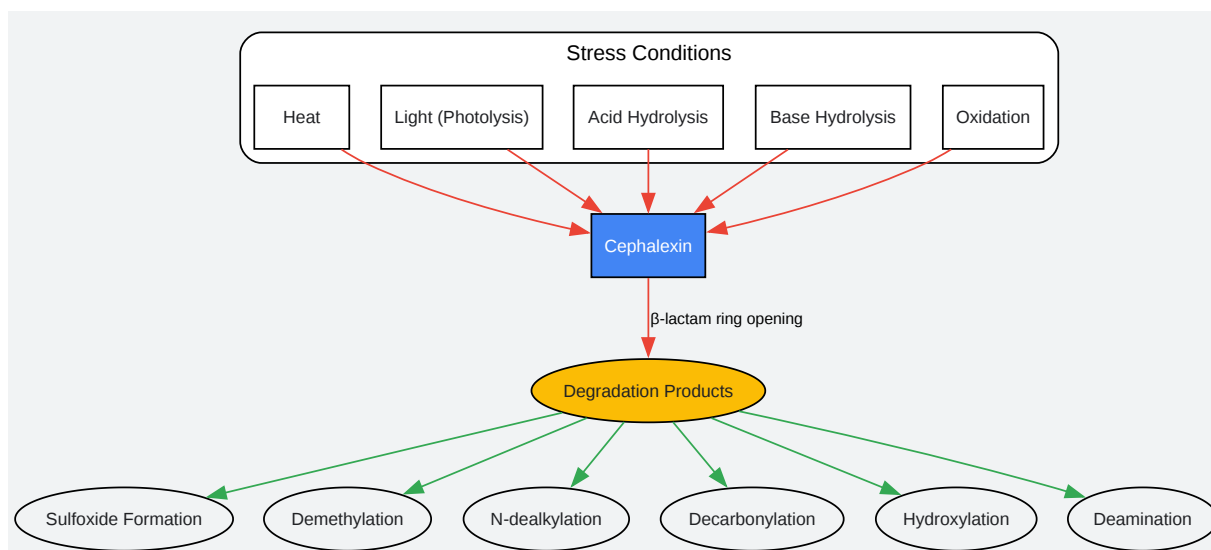 Stress Conditions
Heat
Light (Photolysis)
Acid Hydrolysis
Base Hydrolysis
Oxidation
Cephalexin
β-lactam ring opening
Degradation Products
Sulfoxide Formation
Demethylation
N-dealkylation
Decarbonylation
Hydroxylation
Deamination